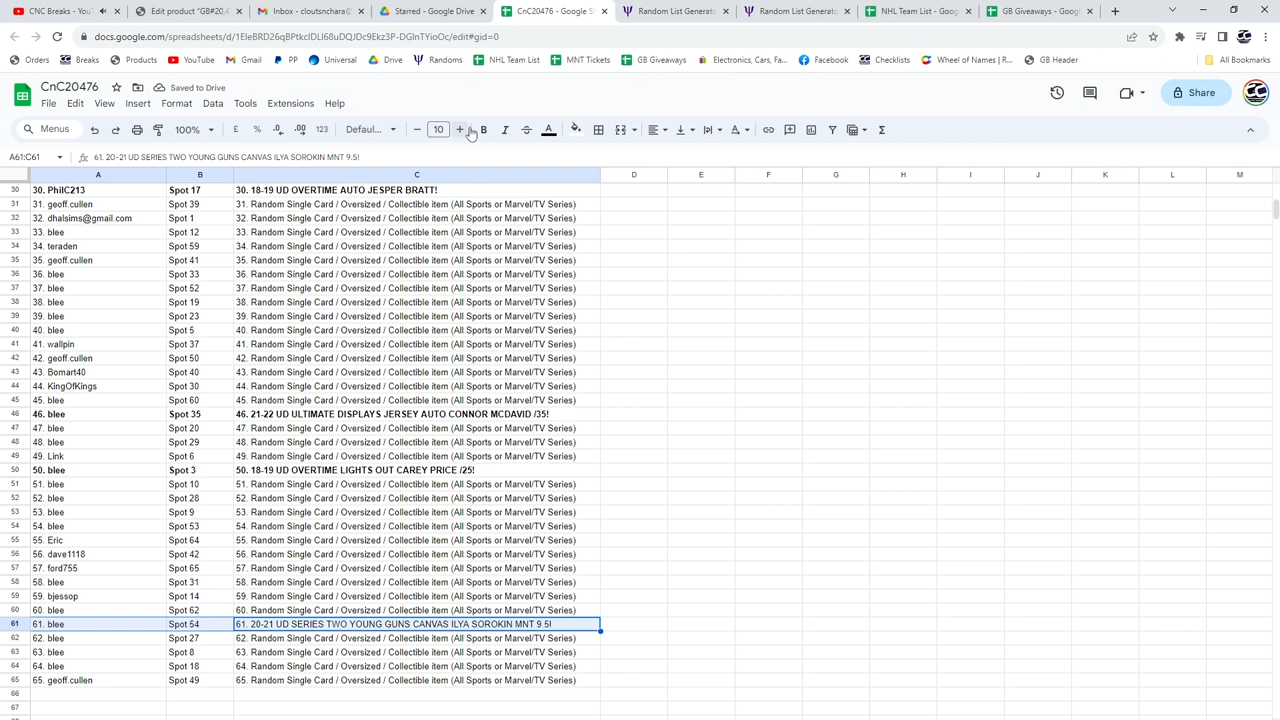 CNC Breaks - YouT
Edit product "GB#20,4
Inbox - cloutsnchara@
Starred - Google Drive
CnC20476 - Google S
Random List Generato
Random List Generato
NHL Team List - Goog
GB Giveaways - Goog
docs.google.com/spreadsheets/d/
Orders
Breaks
Products
YouTube
Gmail
PP
Universal
Drive
Randoms
NHL Team List
MNT Tickets
GB Giveaways
Electronics, Cars, Fa
Facebook
Checklists
Wheel of Names | R
GB Header
All Bookmarks
CnC20476
Saved to Drive
File Edit View Insert Format Data Tools Extensions Help
Share
Menus
100%
£ % .0 .00 123
Defaul...
10
B I A Σ
A61:C61
61. 20-21 UD SERIES TWO YOUNG GUNS CANVAS ILYA SOROKIN MNT 9.5!
A B C D E F G H I J K L M
30 30. PhilC213 Spot 17 30. 18-19 UD OVERTIME AUTO JESPER BRATT!
31 31. geoff.cullen Spot 39 31. Random Single Card / Oversized / Collectible item (All Sports or Marvel/TV Series)
32 32. dhalsims@gmail.com Spot 1 32. Random Single Card / Oversized / Collectible item (All Sports or Marvel/TV Series)
33 33. blee Spot 12 33. Random Single Card / Oversized / Collectible item (All Sports or Marvel/TV Series)
34 34. teraden Spot 59 34. Random Single Card / Oversized / Collectible item (All Sports or Marvel/TV Series)
35 35. geoff.cullen Spot 41 35. Random Single Card / Oversized / Collectible item (All Sports or Marvel/TV Series)
36 36. blee Spot 33 36. Random Single Card / Oversized / Collectible item (All Sports or Marvel/TV Series)
37 37. blee Spot 52 37. Random Single Card / Oversized / Collectible item (All Sports or Marvel/TV Series)
38 38. blee Spot 19 38. Random Single Card / Oversized / Collectible item (All Sports or Marvel/TV Series)
39 39. blee Spot 23 39. Random Single Card / Oversized / Collectible item (All Sports or Marvel/TV Series)
40 40. blee Spot 5 40. Random Single Card / Oversized / Collectible item (All Sports or Marvel/TV Series)
41 41. wallpin Spot 37 41. Random Single Card / Oversized / Collectible item (All Sports or Marvel/TV Series)
42 42. geoff.cullen Spot 50 42. Random Single Card / Oversized / Collectible item (All Sports or Marvel/TV Series)
43 43. Bomart40 Spot 40 43. Random Single Card / Oversized / Collectible item (All Sports or Marvel/TV Series)
44 44. KingOfKings Spot 30 44. Random Single Card / Oversized / Collectible item (All Sports or Marvel/TV Series)
45 45. blee Spot 60 45. Random Single Card / Oversized / Collectible item (All Sports or Marvel/TV Series)
46 46. blee Spot 35 46. 21-22 UD ULTIMATE DISPLAYS JERSEY AUTO CONNOR MCDAVID /35!
47 47. blee Spot 20 47. Random Single Card / Oversized / Collectible item (All Sports or Marvel/TV Series)
48 48. blee Spot 29 48. Random Single Card / Oversized / Collectible item (All Sports or Marvel/TV Series)
49 49. Link Spot 6 49. Random Single Card / Oversized / Collectible item (All Sports or Marvel/TV Series)
50 50. blee Spot 3 50. 18-19 UD OVERTIME LIGHTS OUT CAREY PRICE /25!
51 51. blee Spot 10 51. Random Single Card / Oversized / Collectible item (All Sports or Marvel/TV Series)
52 52. blee Spot 28 52. Random Single Card / Oversized / Collectible item (All Sports or Marvel/TV Series)
53 53. blee Spot 9 53. Random Single Card / Oversized / Collectible item (All Sports or Marvel/TV Series)
54 54. blee Spot 53 54. Random Single Card / Oversized / Collectible item (All Sports or Marvel/TV Series)
55 55. Eric Spot 64 55. Random Single Card / Oversized / Collectible item (All Sports or Marvel/TV Series)
56 56. dave1118 Spot 42 56. Random Single Card / Oversized / Collectible item (All Sports or Marvel/TV Series)
57 57. ford755 Spot 65 57. Random Single Card / Oversized / Collectible item (All Sports or Marvel/TV Series)
58 58. blee Spot 31 58. Random Single Card / Oversized / Collectible item (All Sports or Marvel/TV Series)
59 59. bjessop Spot 14 59. Random Single Card / Oversized / Collectible item (All Sports or Marvel/TV Series)
60 60. blee Spot 62 60. Random Single Card / Oversized / Collectible item (All Sports or Marvel/TV Series)
61 61. blee Spot 54 61. 20-21 UD SERIES TWO YOUNG GUNS CANVAS ILYA SOROKIN MNT 9.5!
62 62. blee Spot 27 62. Random Single Card / Oversized / Collectible item (All Sports or Marvel/TV Series)
63 63. blee Spot 8 63. Random Single Card / Oversized / Collectible item (All Sports or Marvel/TV Series)
64 64. blee Spot 18 64. Random Single Card / Oversized / Collectible item (All Sports or Marvel/TV Series)
65 65. geoff.cullen Spot 49 65. Random Single Card / Oversized / Collectible item (All Sports or Marvel/TV Series)
66
67